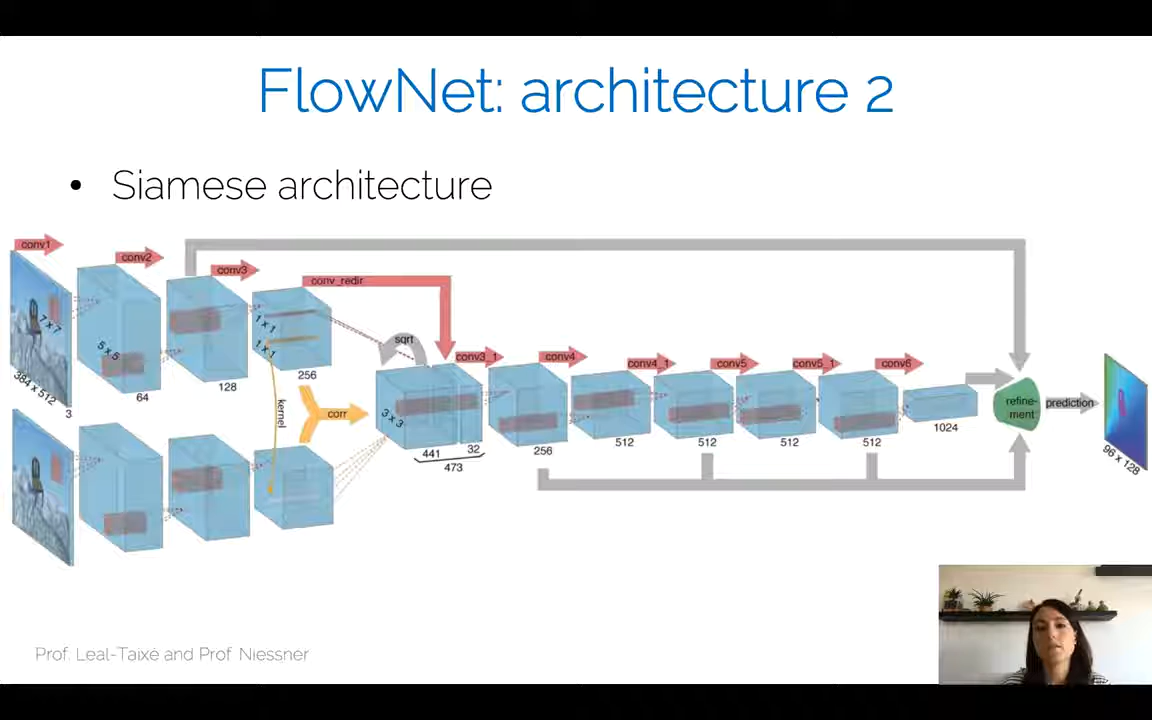 FlowNet: architecture 2
• Siamese architecture
conv1
conv2
conv3
conv_redir
sqrt
conv3_1
conv4
conv4_1
conv5
conv5_1
conv6
7 x 7
5 x 5
1 x 1
1 x 1
kernel
corr
3 x 3
384 x 512
3
64
128
256
441
32
473
256
512
512
512
512
1024
refine-
ment
prediction
96 x 128
Prof. Leal-Taixé and Prof. Niessner